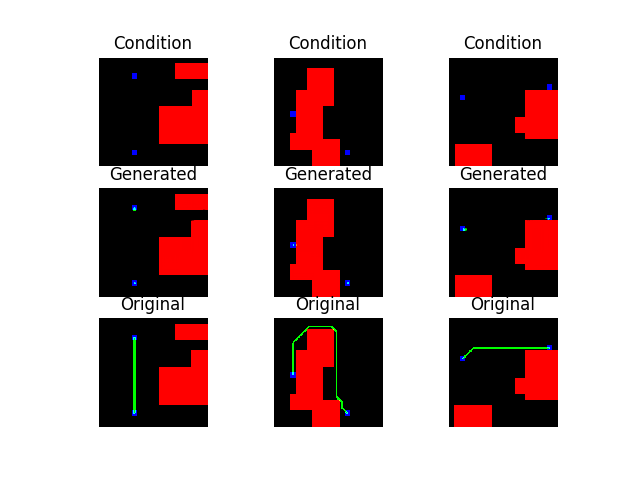 Condition
Condition
Condition
Generated
Generated
Generated
Original
Original
Original